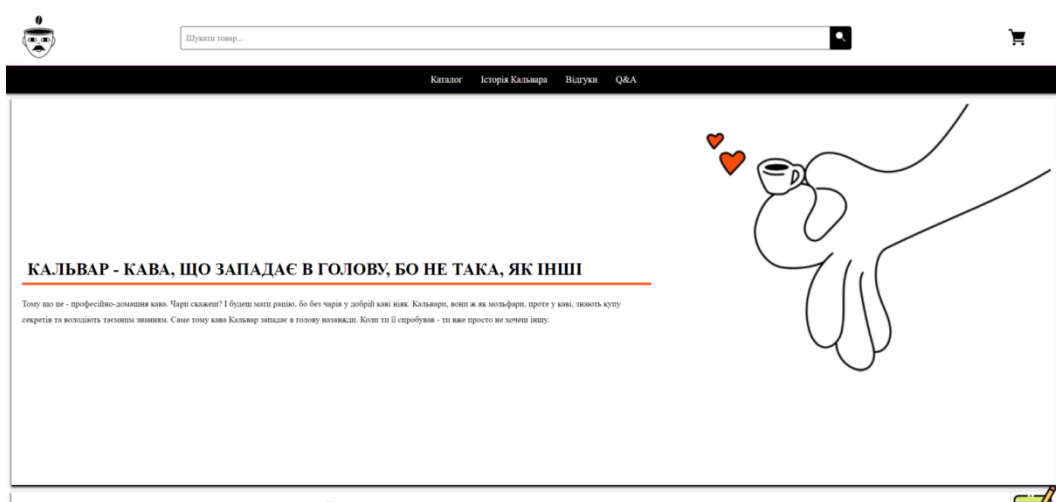 Шукати товар...
Каталог Історія Кальвара Відгуки Q&A
КАЛЬВАР - КАВА, ЩО ЗАПАДАЄ В ГОЛОВУ, БО НЕ ТАКА, ЯК ІНШІ
Тому що це - професійно-домашня кава. Чари скажеш? І будеш мати рацію, бо без чарів у добрій каві ніяк. Кальвари, вони ж як мольфари, проте у каві, знають купу
секретів та володіють таємним знанням. Саме тому кава Кальвар западає в голову назавжди. Коли ти її спробував - ти вже просто не хочеш іншу.